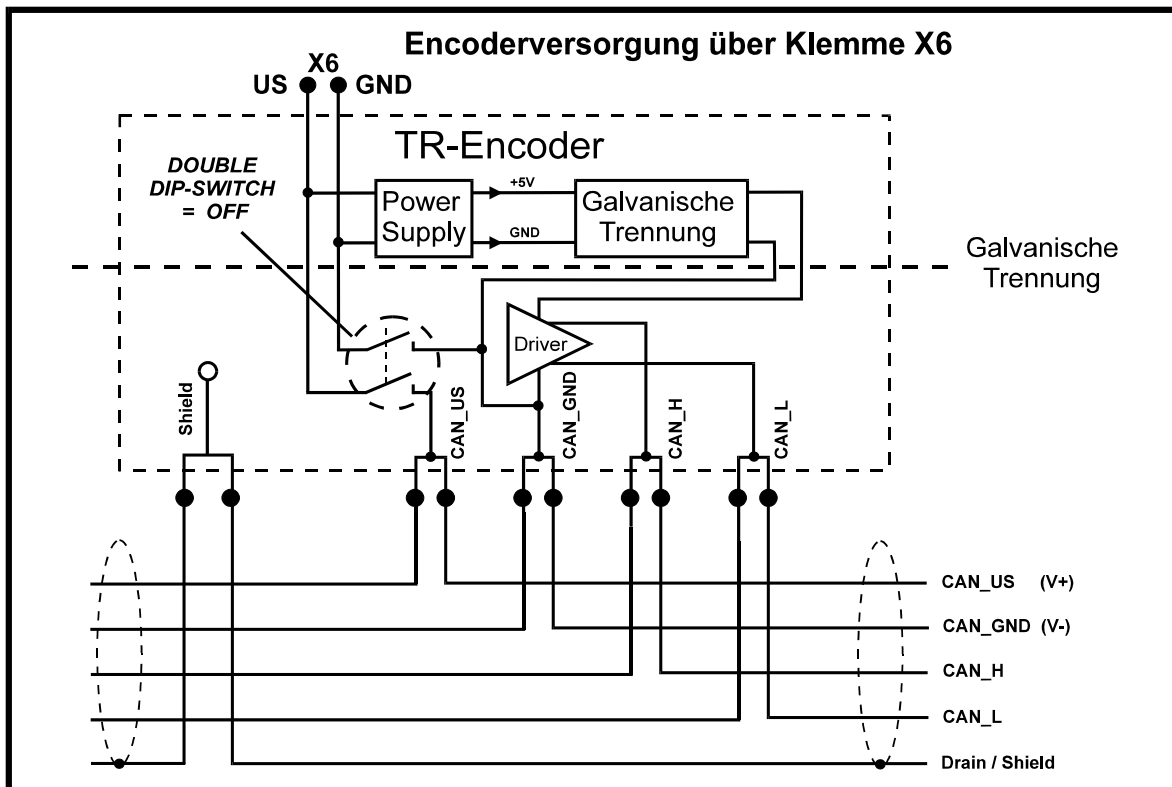 Encoderversorgung über Klemme X6
X6
US
GND
TR-Encoder
DOUBLE
DIP-SWITCH
= OFF
Power
Supply
+5V
GND
Galvanische
Trennung
Galvanische
Trennung
Driver
Shield
CAN_US
CAN_GND
CAN_H
CAN_L
CAN_US (V+)
CAN_GND (V-)
CAN_H
CAN_L
Drain / Shield